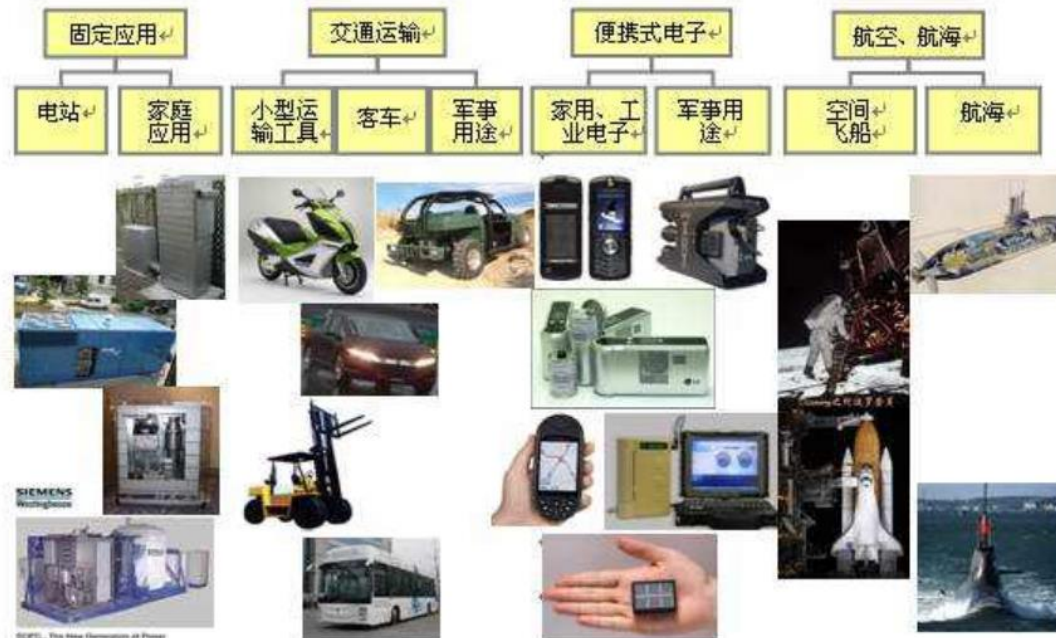 固定应用
交通运输
便携式电子
航空、航海
电站
家庭
应用
小型运
输工具
客车
军事
用途
家用、工
业电子
军事用
途
空间
飞船
航海
SIEMENS
Westinghouse
LG